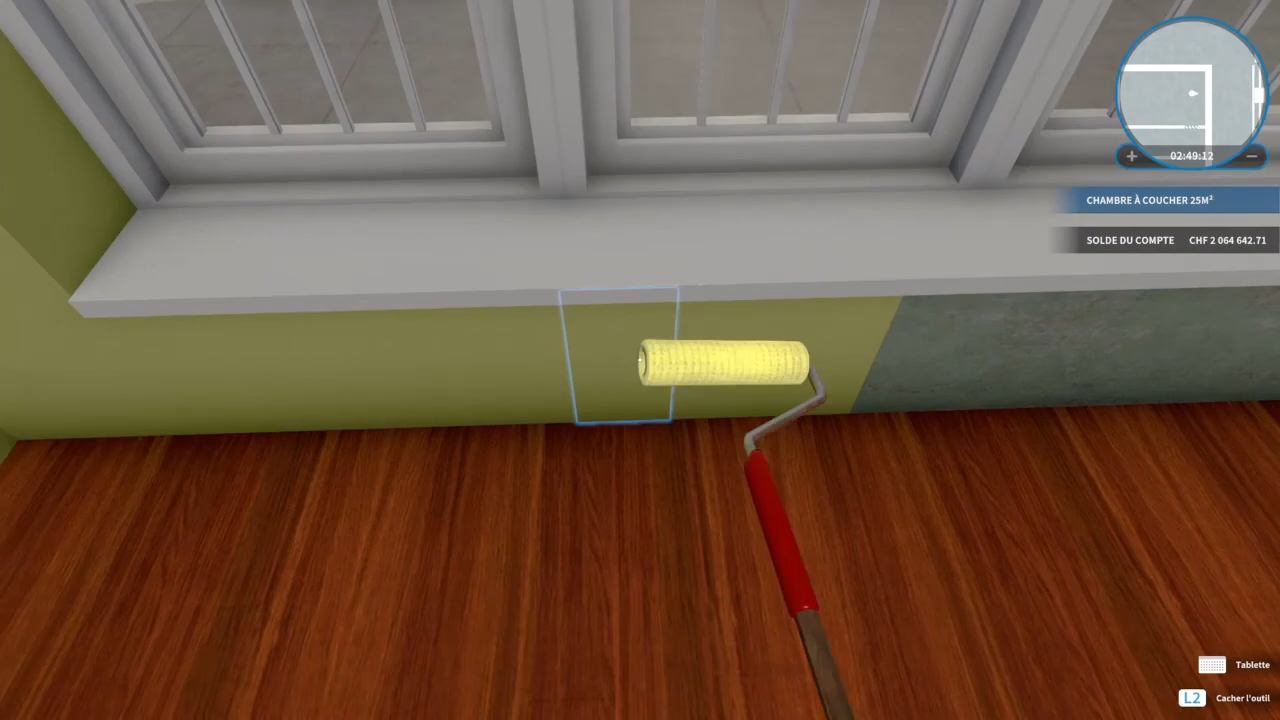 02:49:12
CHAMBRE À COUCHER 25M²
SOLDE DU COMPTE CHF 2 064 642.71
Tablette
L2 Cacher l'outil